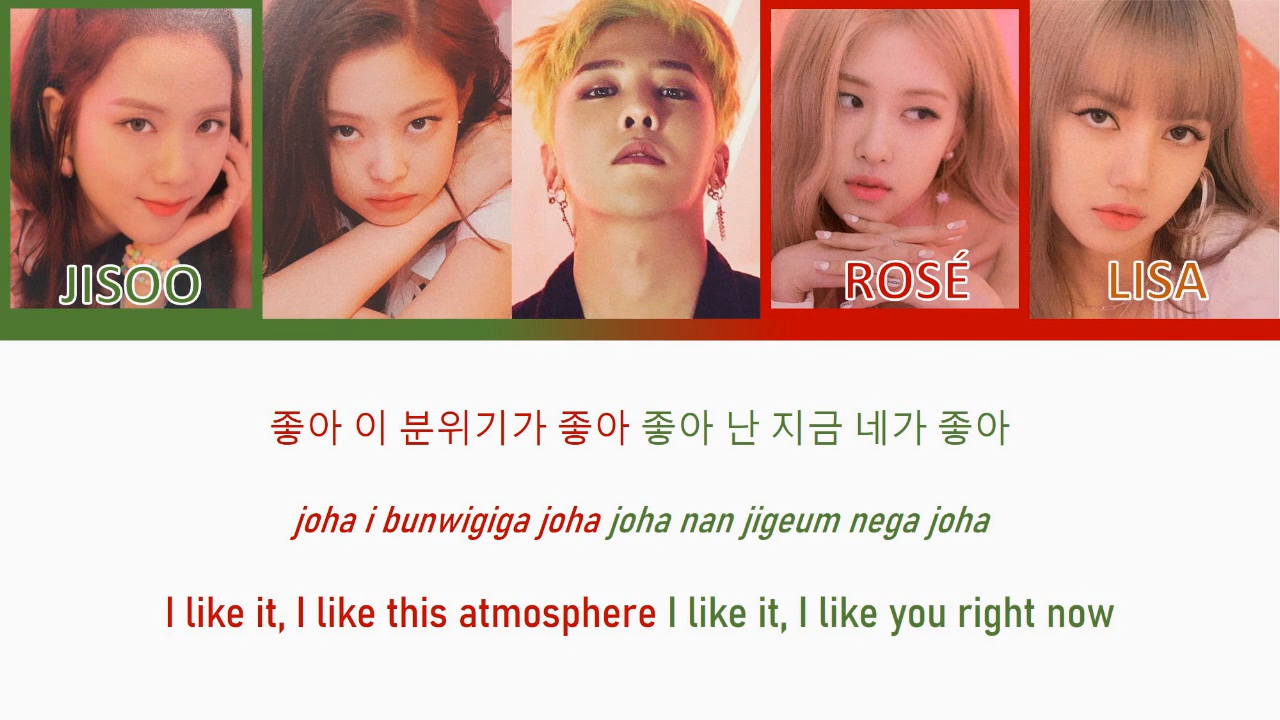 JISOO ROSÉ LISA
좋아 이 분위기가 좋아 좋아 난 지금 네가 좋아
joha i bunwigiga joha joha nan jigeum nega joha
I like it, I like this atmosphere I like it, I like you right now